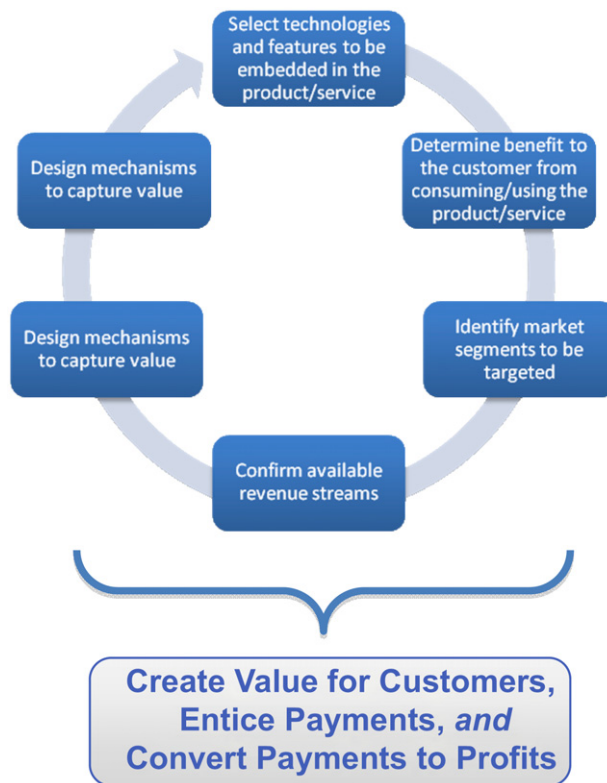 Select technologies
and features to be
embedded in the
product/service
Determine benefit to
the customer from
consuming/using the
product/service
Identify market
segments to be
targeted
Confirm available
revenue streams
Design mechanisms
to capture value
Design mechanisms
to capture value
Create Value for Customers,
Entice Payments, and
Convert Payments to Profits